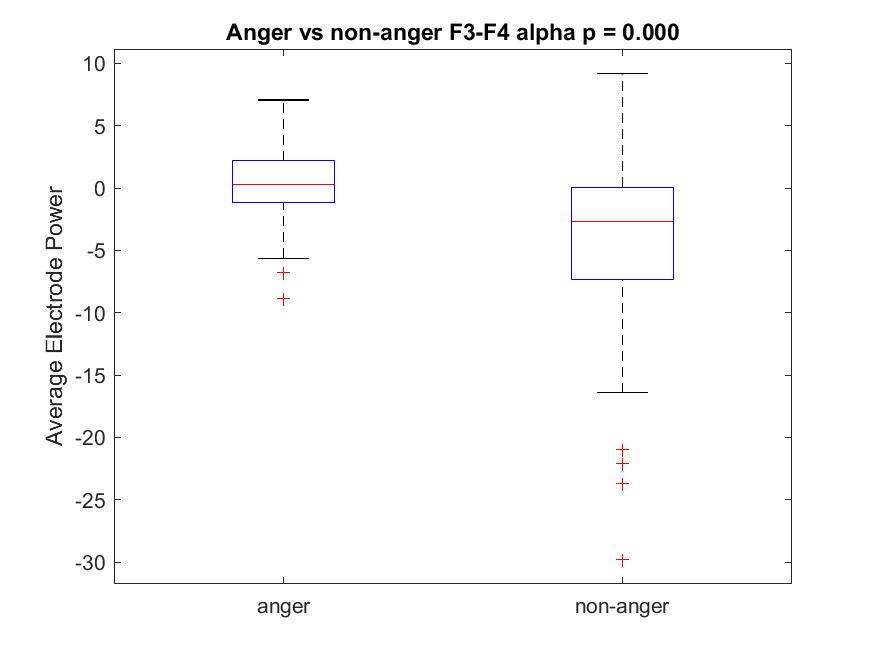 Anger vs non-anger F3-F4 alpha p = 0.000
Average Electrode Power
10
5
0
-5
-10
-15
-20
-25
-30
anger
non-anger